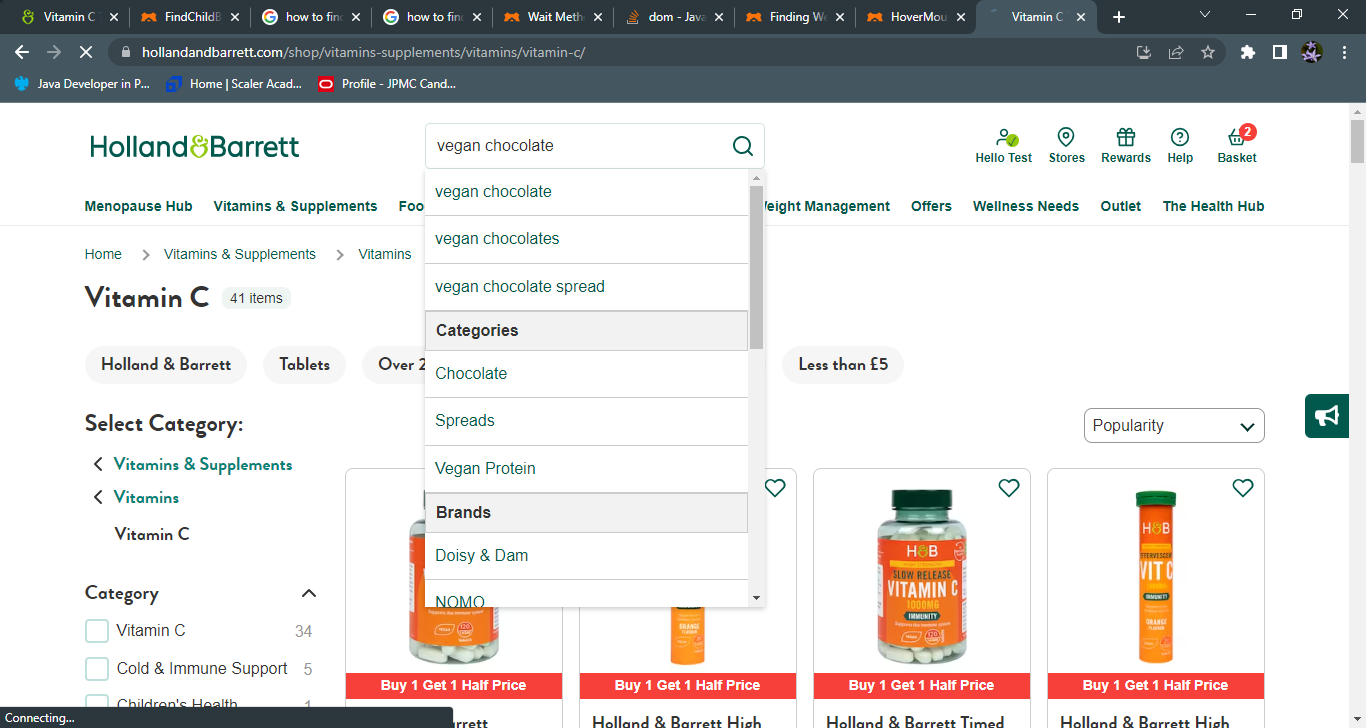 Vitamin C
FindChildB
how to fin
how to fin
Wait Meth
dom - Java
Finding We
HoverMou
Vitamin C
hollandandbarrett.com/shop/vitamins-supplements/vitamins/vitamin-c/
Java Developer in P...
Home | Scaler Acad...
Profile - JPMC Cand...
Holland&Barrett
vegan chocolate
2
Hello Test
Stores
Rewards
Help
Basket
vegan chocolate
Menopause Hub
Vitamins & Supplements
Foo
Weight Management
Offers
Wellness Needs
Outlet
The Health Hub
vegan chocolates
Home
Vitamins & Supplements
Vitamins
vegan chocolate spread
Vitamin C
41 items
Categories
Holland & Barrett
Tablets
Over 2
Less than £5
Chocolate
Spreads
Select Category:
Popularity
Vitamins & Supplements
Vegan Protein
Vitamins
Brands
Vitamin C
Doisy & Dam
NOMO
H&B
SLOW RELEASE
VITAMIN C
1000MG
IMMUNITY
H&B
EFFERVESCENT
VIT C
IMMUNITY
ORANGE
ORANGE
Category
Vitamin C
34
Cold & Immune Support
5
Children's Health
1
Buy 1 Get 1 Half Price
Buy 1 Get 1 Half Price
Buy 1 Get 1 Half Price
Buy 1 Get 1 Half Price
rrett
Holland & Barrett High
Holland & Barrett Timed
Holland & Barrett High
Connecting...